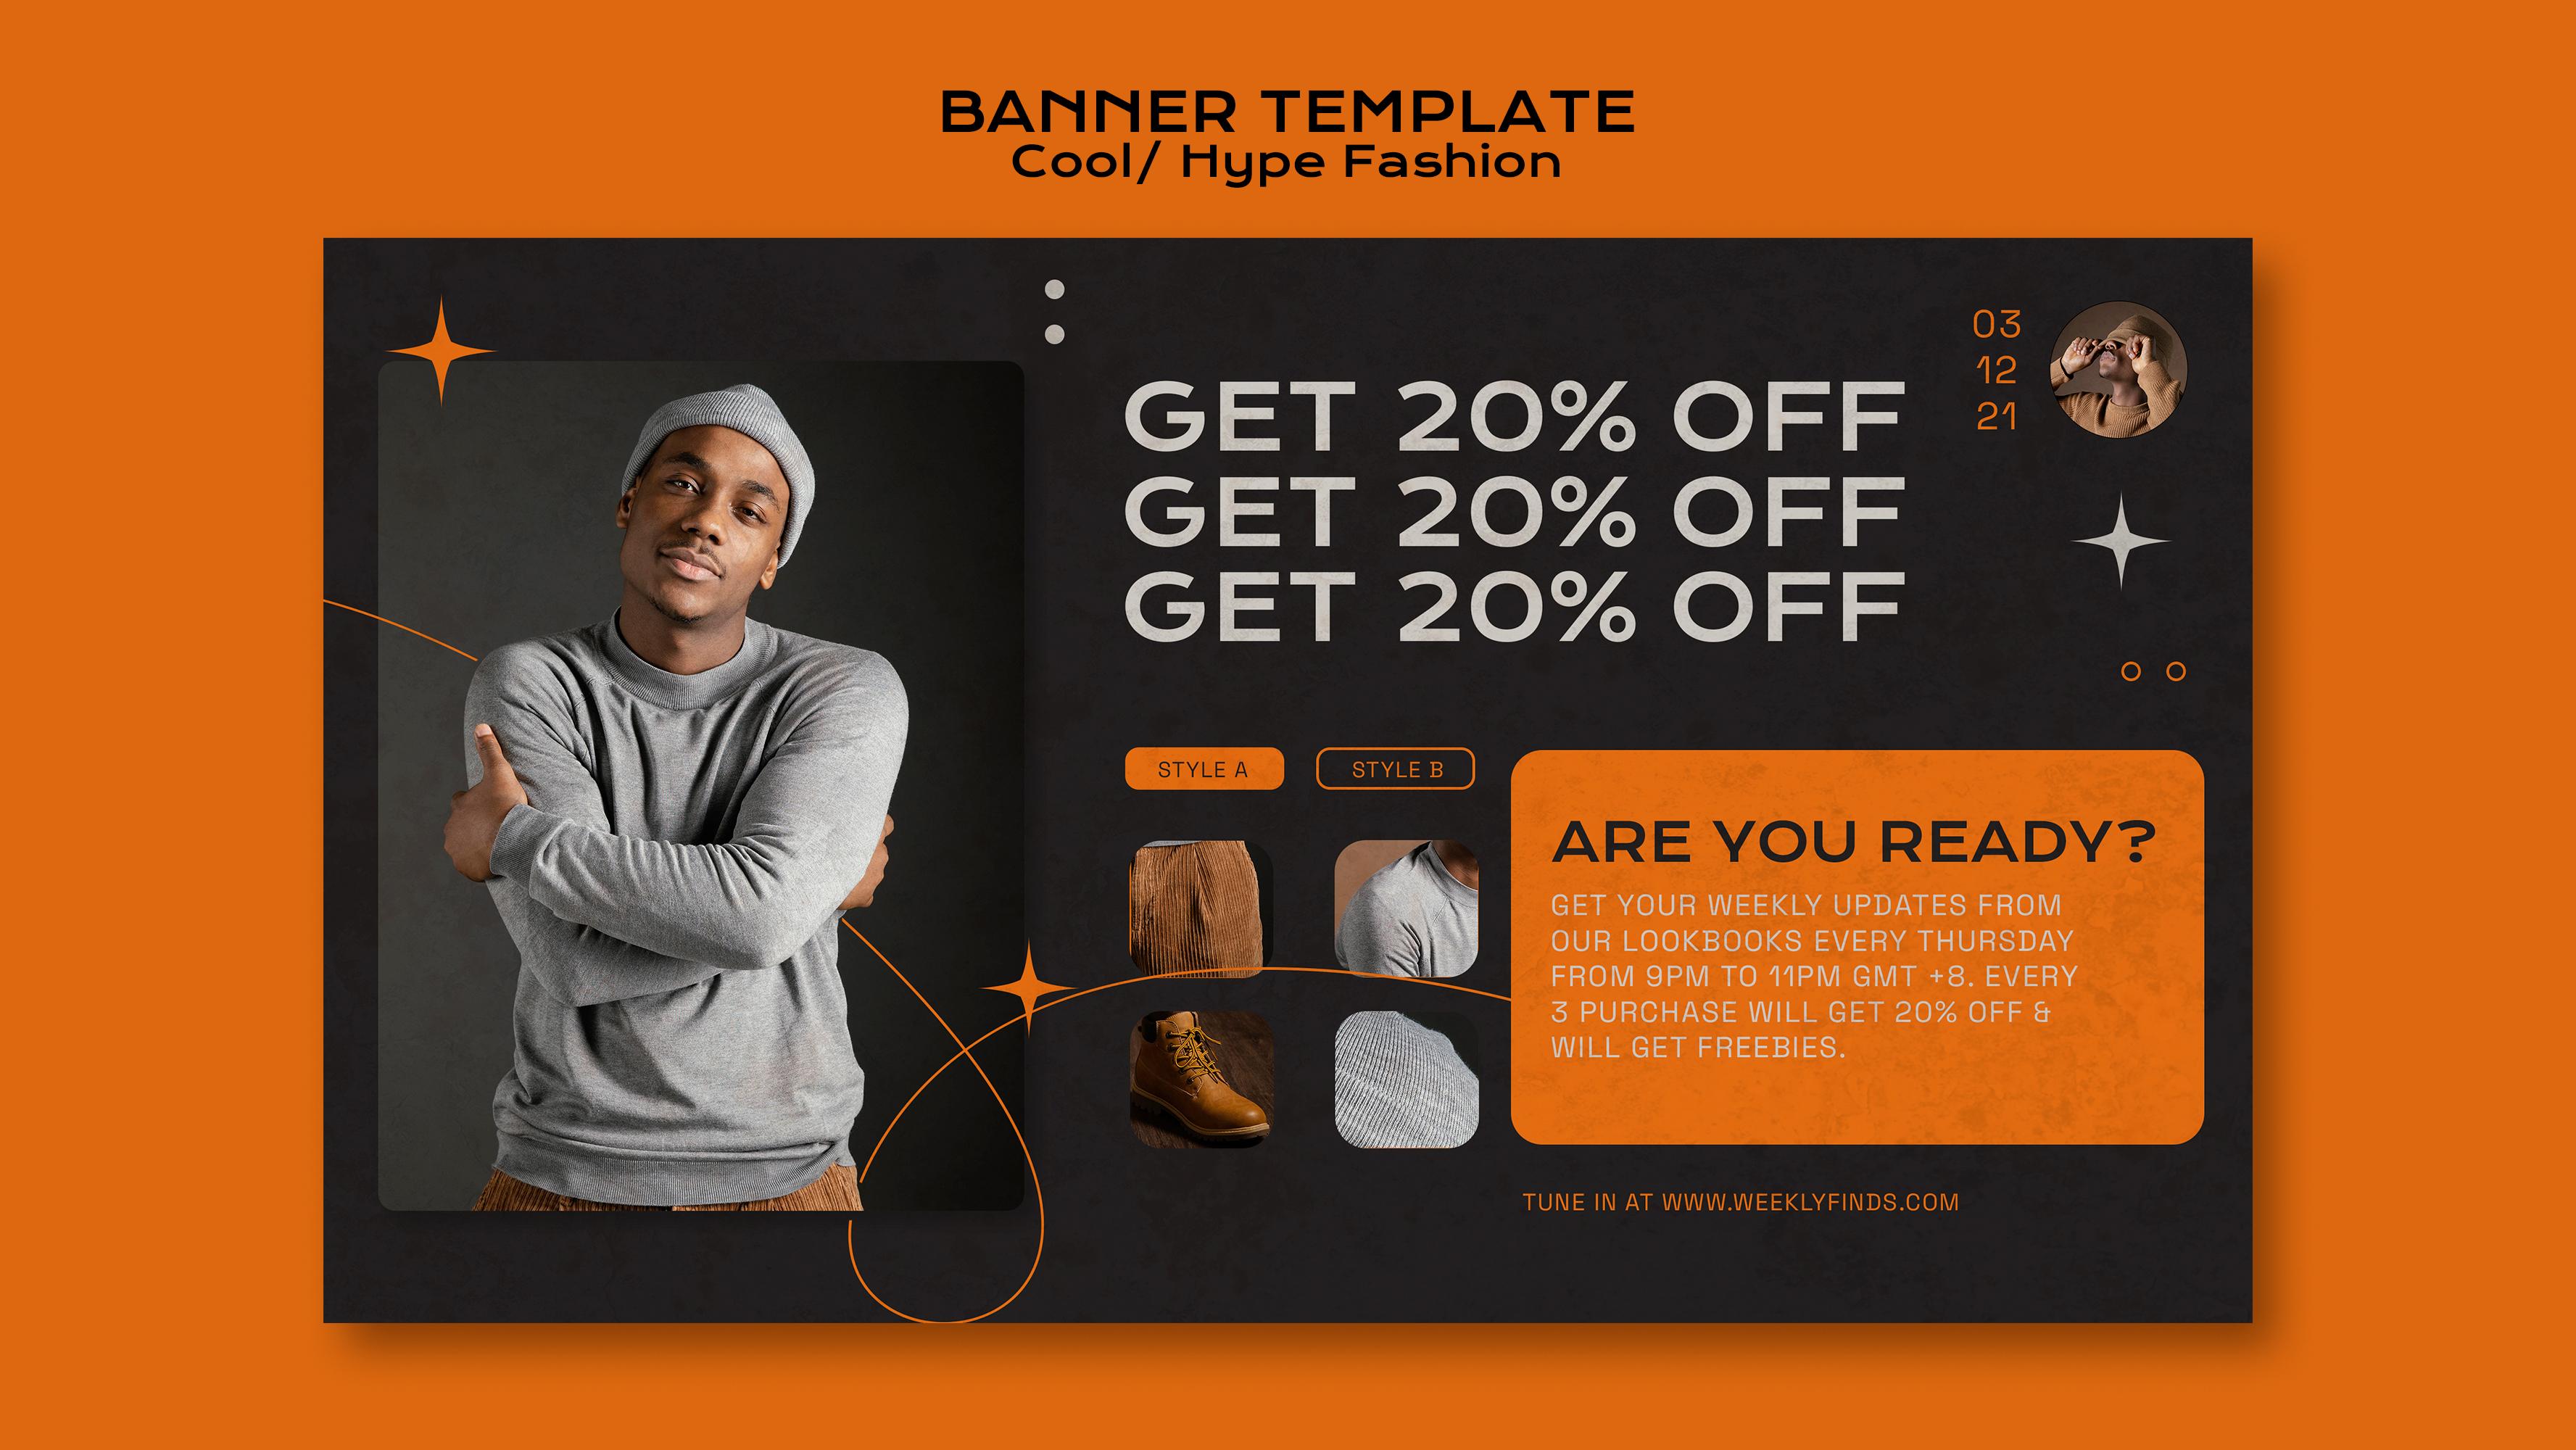 BANNER TEMPLATE
Cool/ Hype Fashion
03
12
21
GET 20% OFF
GET 20% OFF
GET 20% OFF
STYLE A
STYLE B
ARE YOU READY?
GET YOUR WEEKLY UPDATES FROM
OUR LOOKBOOKS EVERY THURSDAY
FROM 9PM TO 11PM GMT +8. EVERY
3 PURCHASE WILL GET 20% OFF &
WILL GET FREEBIES.
TUNE IN AT WWW.WEEKLYFINDS.COM